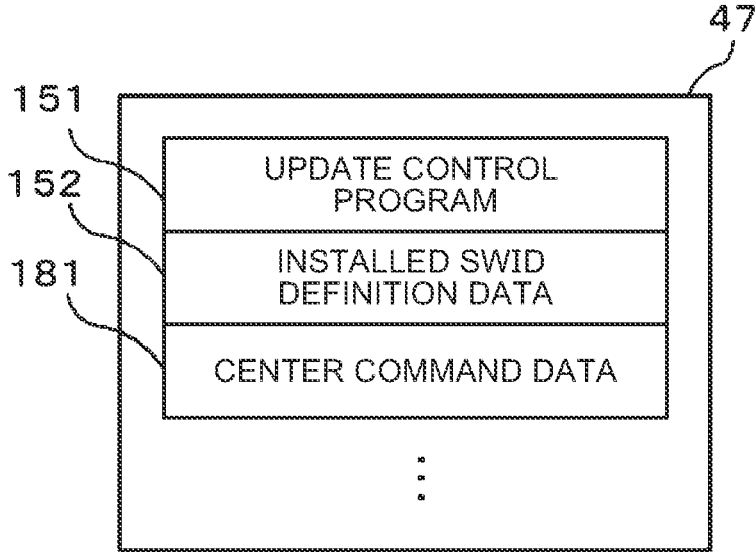 47
151
UPDATE CONTROL
PROGRAM
152
INSTALLED SWID
DEFINITION DATA
181
CENTER COMMAND DATA